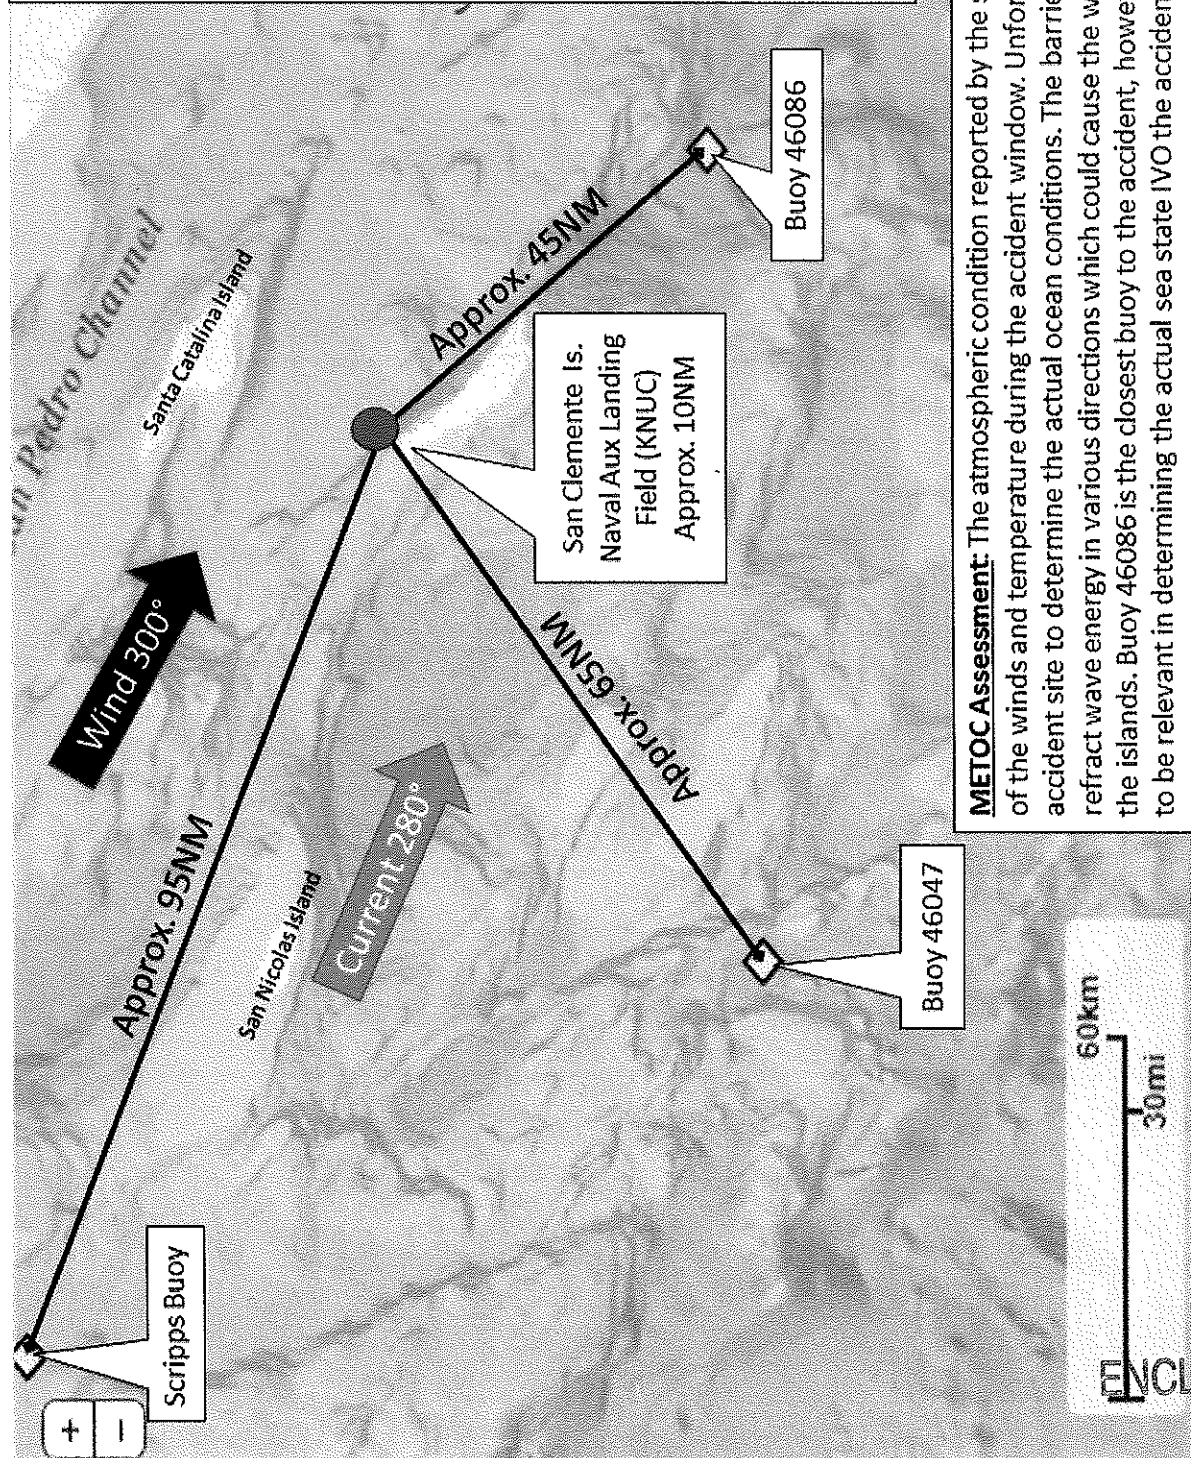 an Pedro Channel
Santa Catalina Island
Wind 300°
Approx. 95NM
San Nicolas Island
Current 280°
Scripps Buoy
+
−
Approx. 45NM
Approx. 65NM
San Clemente Is.
Naval Aux Landing
Field (KNUC)
Approx. 10NM
Buoy 46086
Buoy 46047
60km
30mi
ENCL
METOC Assessment: The atmospheric condition reported by the s
of the winds and temperature during the accident window. Unfor
accident site to determine the actual ocean conditions. The barrie
refract wave energy in various directions which could cause the w
the islands. Buoy 46086 is the closest buoy to the accident, howe
to be relevant in determining the actual sea state IVO the acciden